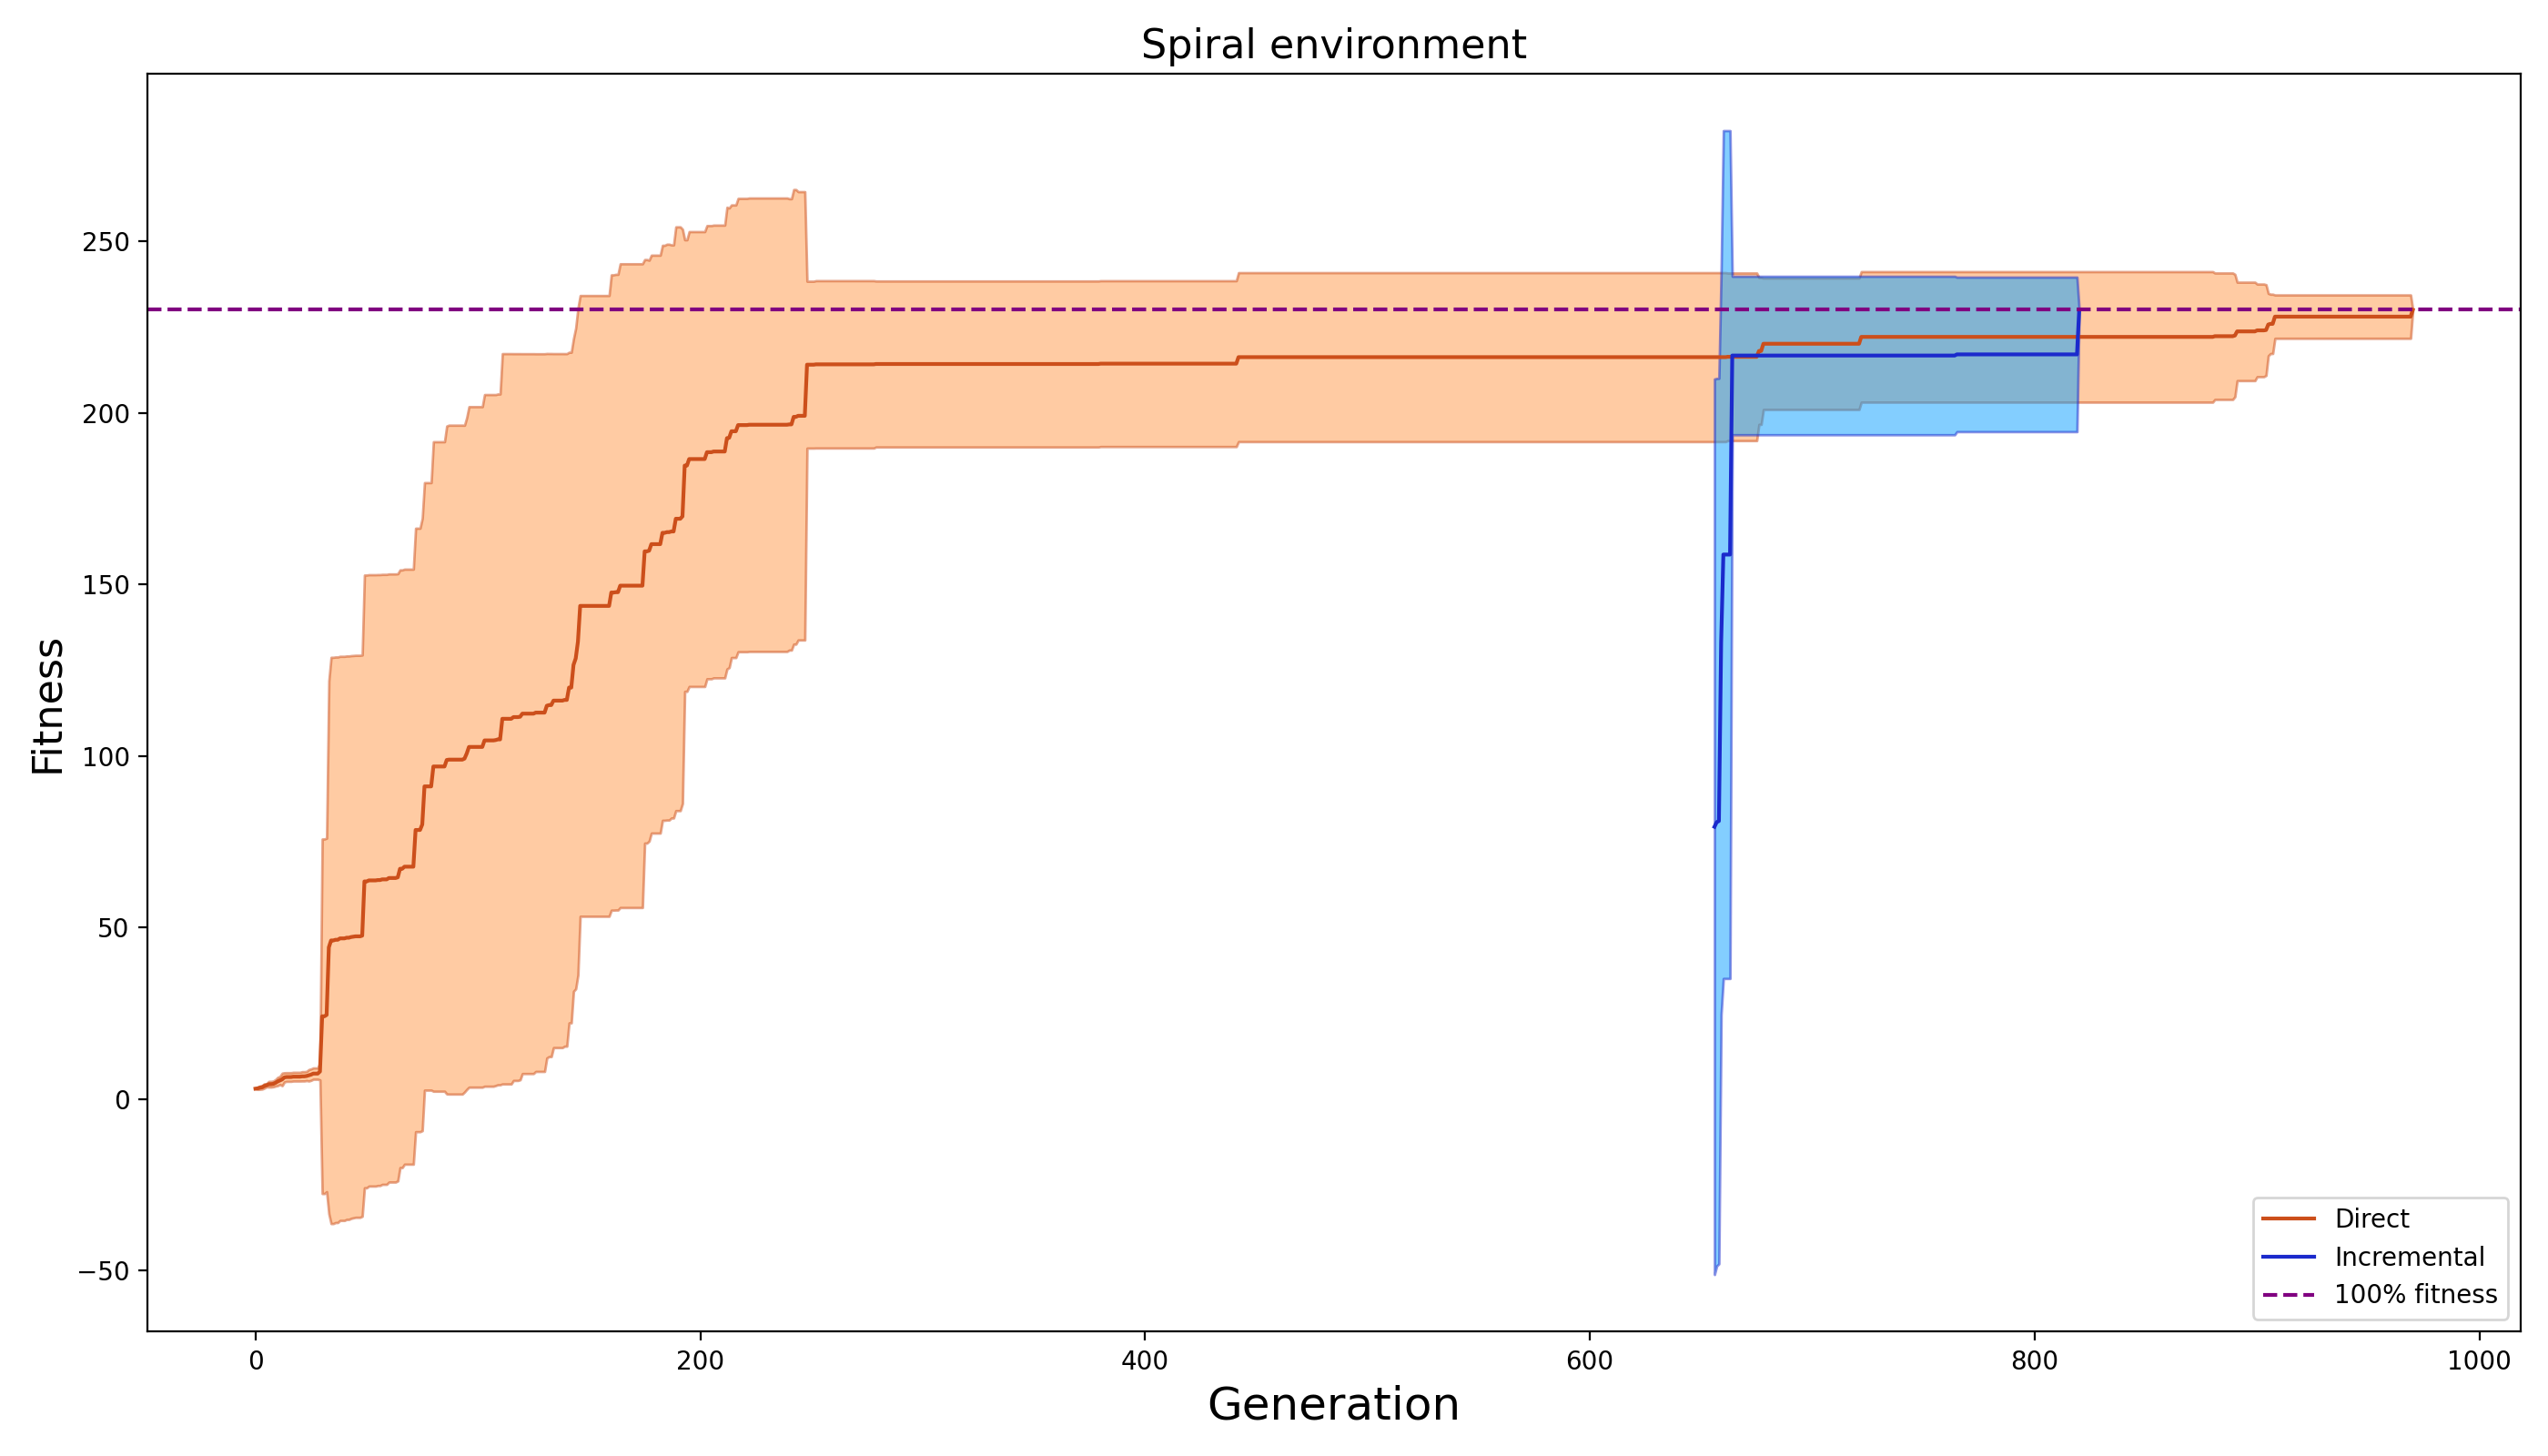 Spiral environment
Fitness
250
200
150
100
50
0
−50
0 200 400 600 800 1000
Generation
Direct
Incremental
100% fitness